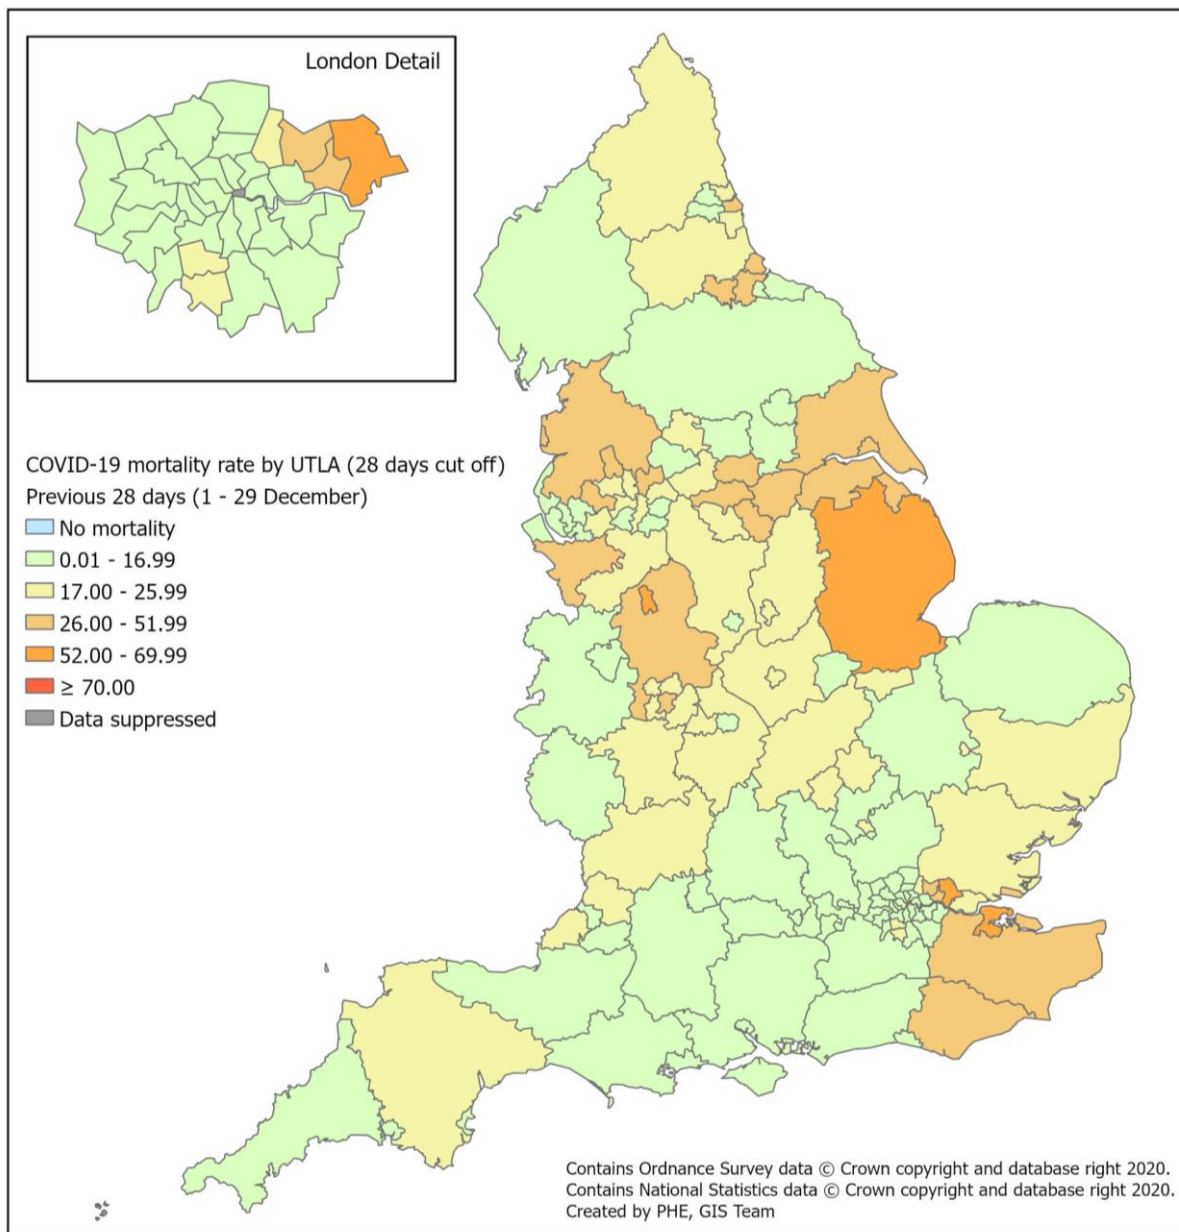 London Detail
COVID-19 mortality rate by UTLA (28 days cut off)
Previous 28 days (1 - 29 December)
No mortality
0.01 - 16.99
17.00 - 25.99
26.00 - 51.99
52.00 - 69.99
≥ 70.00
Data suppressed
Contains Ordnance Survey data © Crown copyright and database right 2020.
Contains National Statistics data © Crown copyright and database right 2020.
Created by PHE, GIS Team